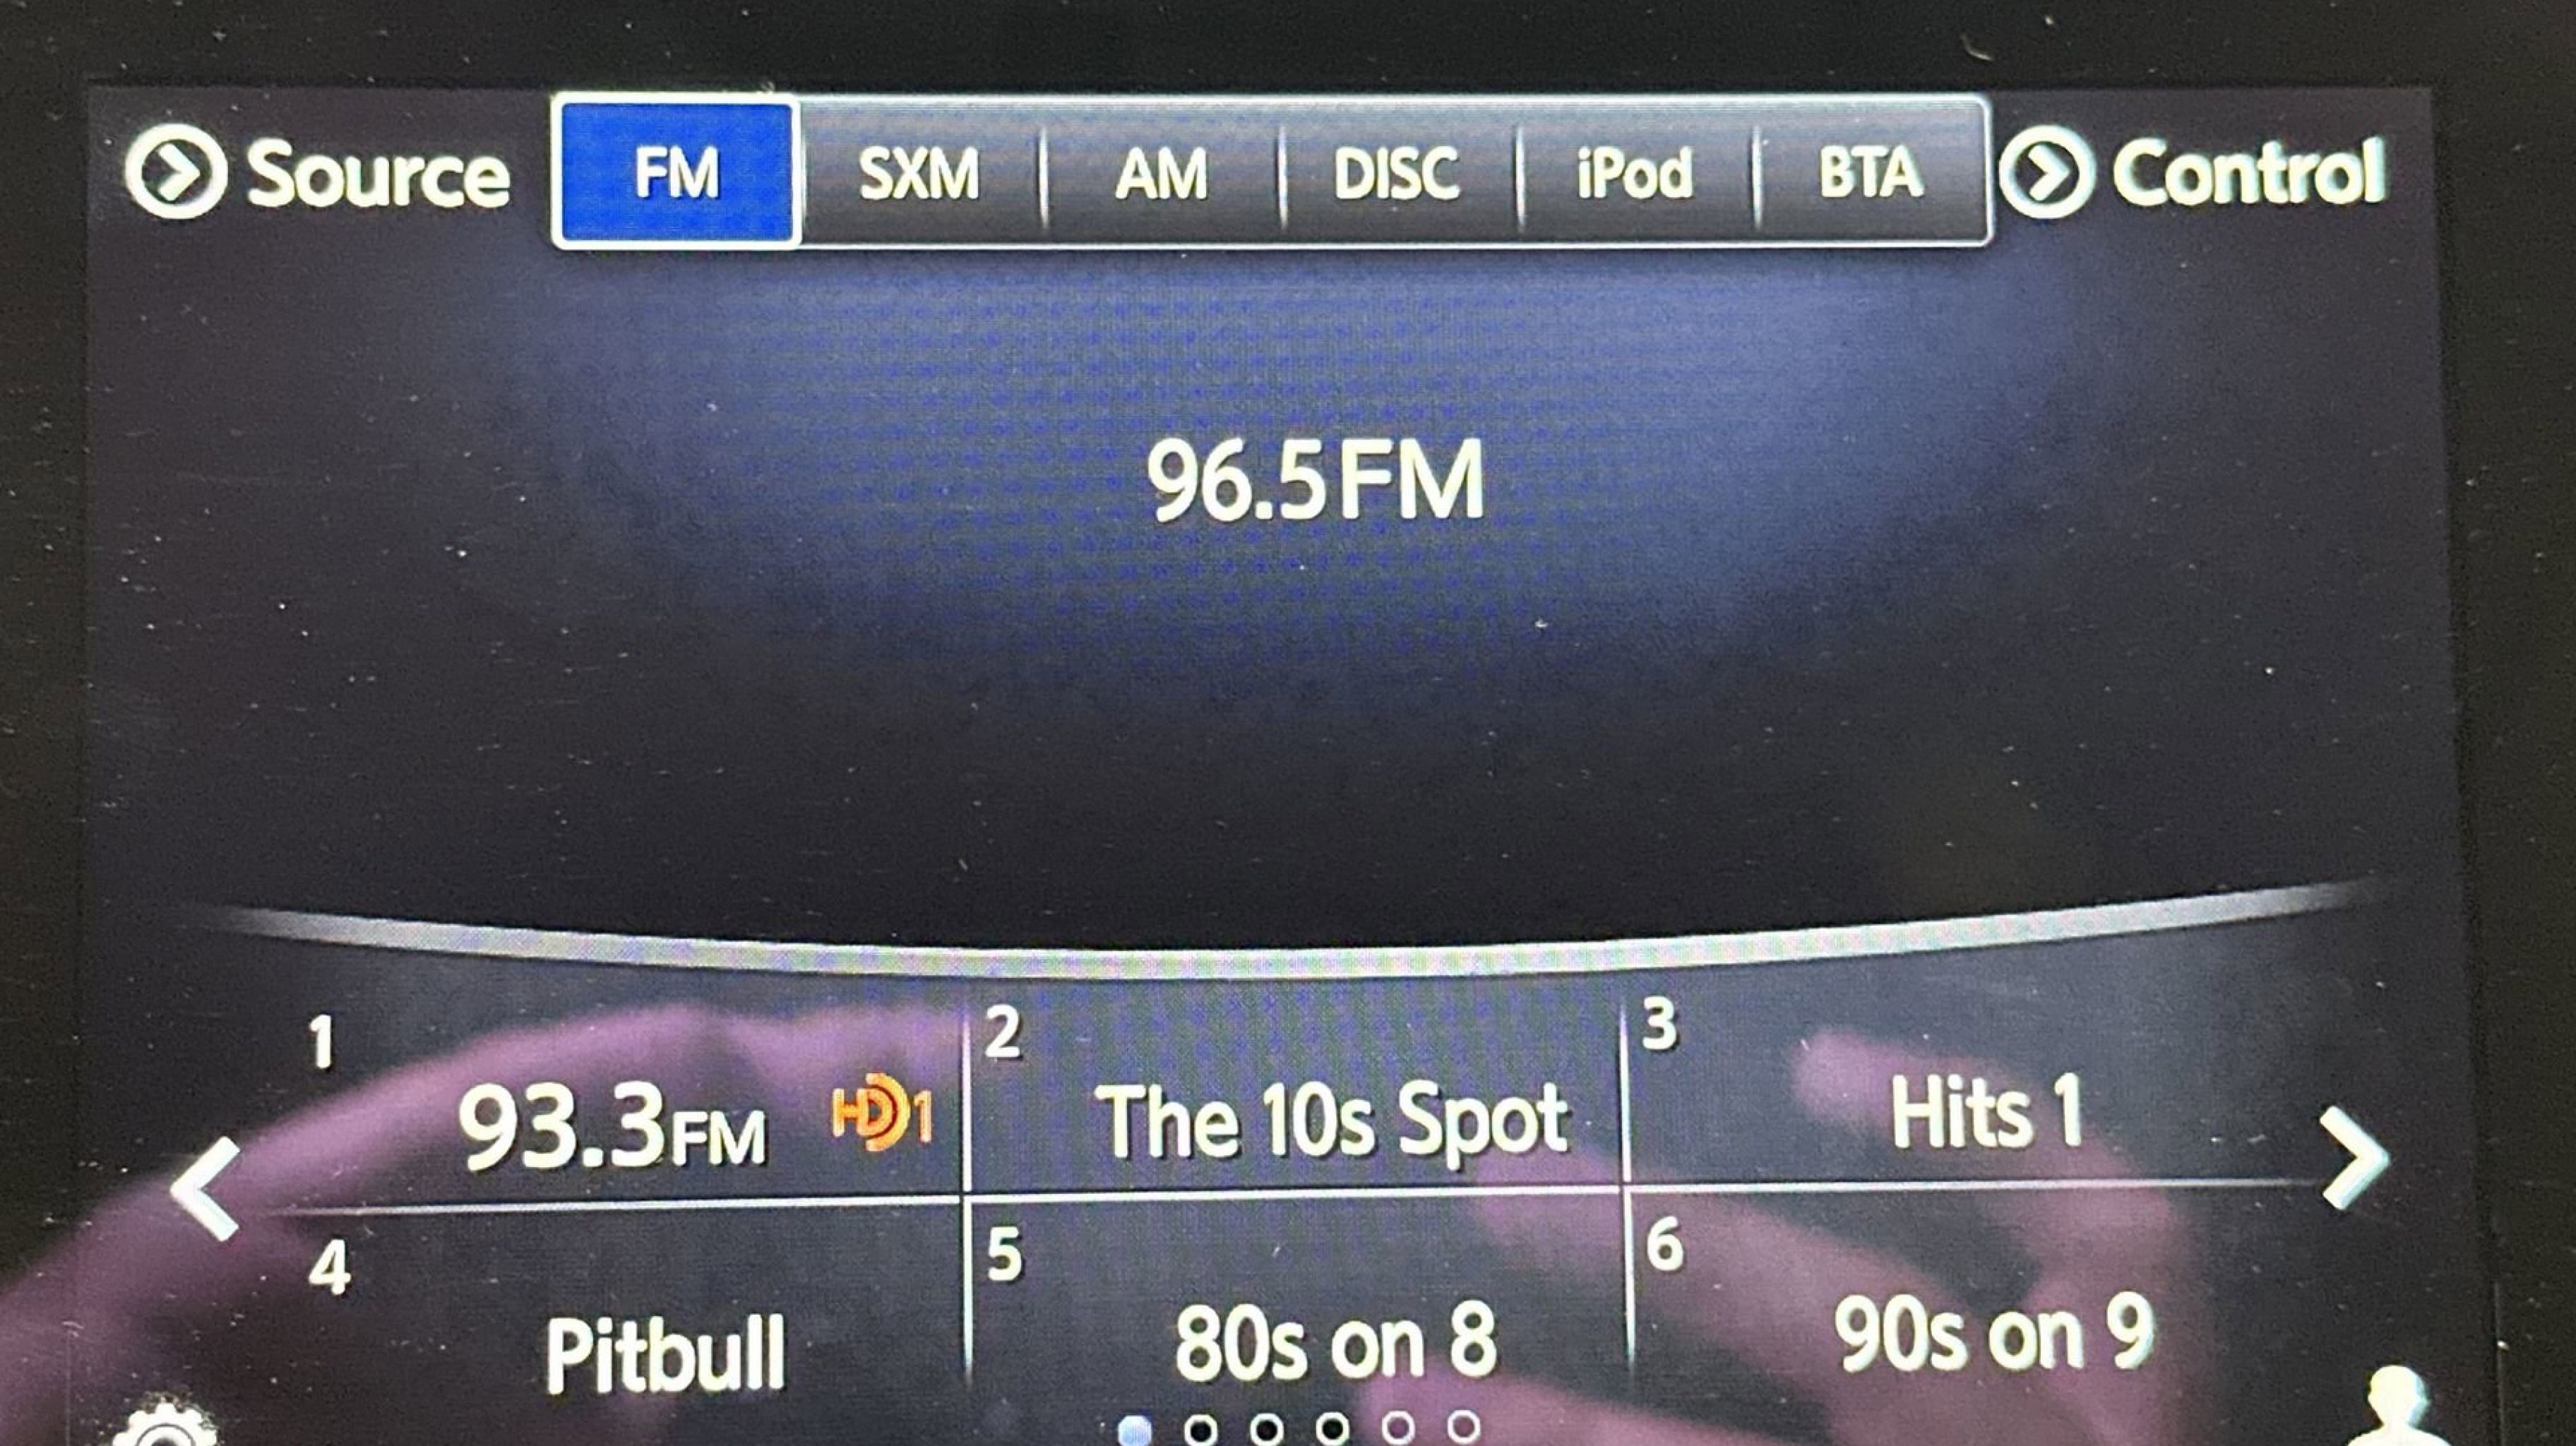 Source FM SXM AM DISC iPod BTA Control
96.5FM
1 2 3
93.3FM HD1 The 10s Spot Hits 1
4 5 6
Pitbull 80s on 8 90s on 9